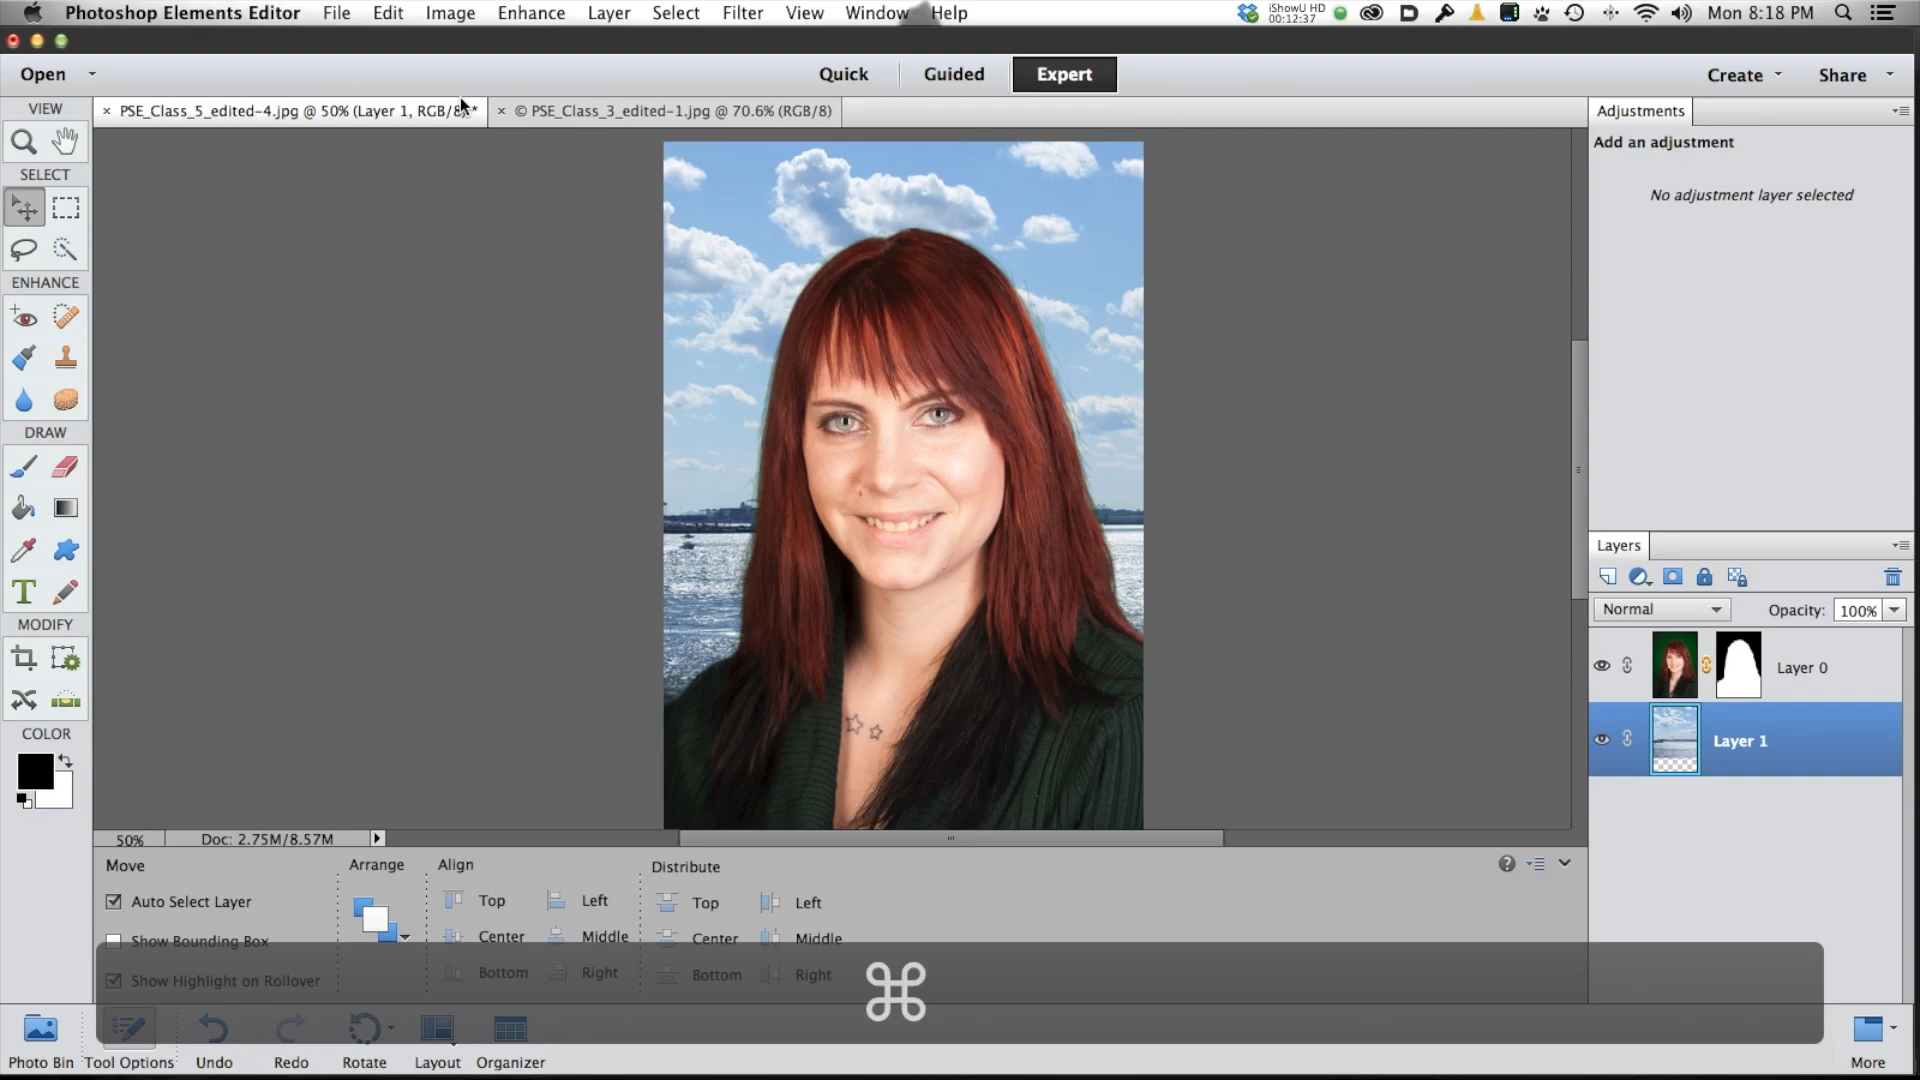 Photoshop Elements Editor File Edit Image Enhance Layer Select Filter View Window Help iShowU HD 00:12:37 Mon 8:18 PM
Open Quick Guided Expert Create Share
VIEW × PSE_Class_5_edited-4.jpg @ 50% (Layer 1, RGB/8) * × © PSE_Class_3_edited-1.jpg @ 70.6% (RGB/8) Adjustments
Add an adjustment
SELECT
No adjustment layer selected
ENHANCE
DRAW
Layers
Normal Opacity: 100%
MODIFY
Layer 0
COLOR
Layer 1
50% Doc: 2.75M/8.57M
Move Arrange Align Distribute
Auto Select Layer Top Left Top Left
Show Bounding Box Center Middle Center Middle
Show Highlight on Rollover Bottom Right Bottom Right
⌘
Photo Bin Tool Options Undo Redo Rotate Layout Organizer More